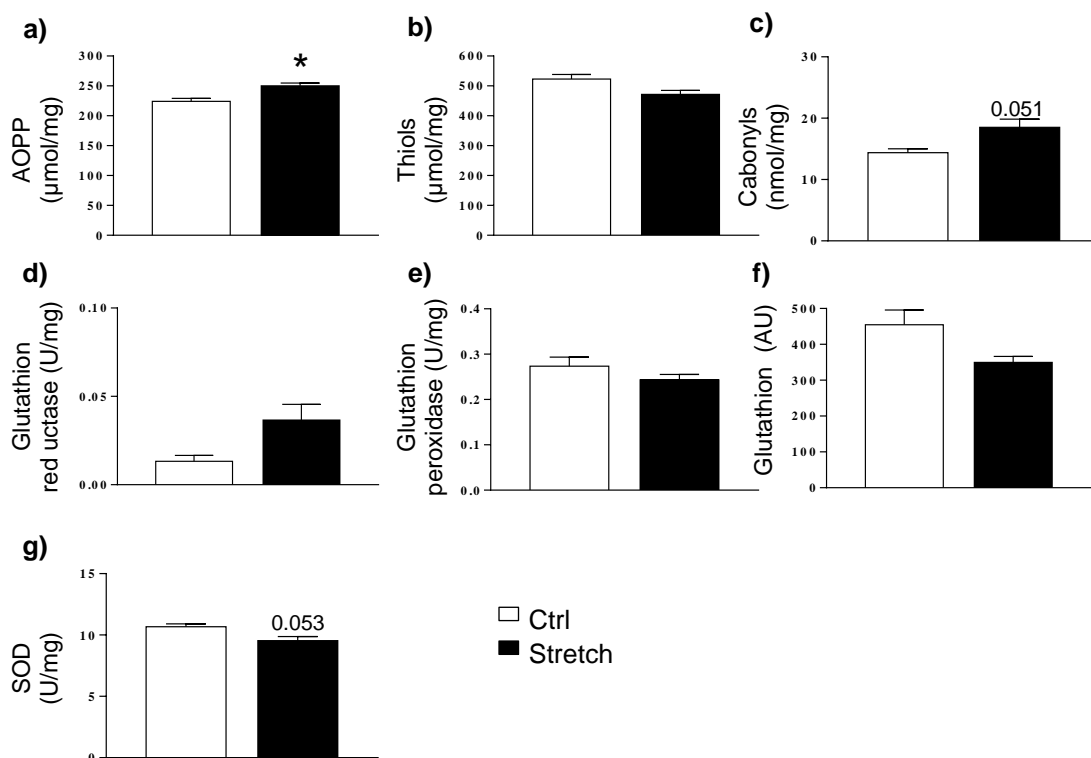 a)
*
AOPP
(µmol/mg)
300
250
200
150
100
50
0
b)
Thiols
(µmol/mg)
600
500
400
300
200
100
0
c)
0.051
Cabonyls
(nmol/mg)
30
20
10
0
d)
Glutathion
red uctase (U/mg)
0.10
0.05
0.00
e)
Glutathion
peroxidase (U/mg)
0.4
0.3
0.2
0.1
0.0
f)
Glutathion (AU)
500
400
300
200
100
0
g)
0.053
SOD
(U/mg)
15
10
5
0
Ctrl
Stretch